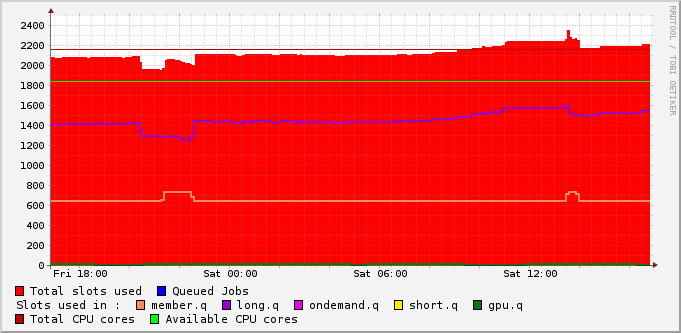 2400
2200
2000
1800
1600
1400
1200
1000
800
600
400
200
0
Fri 18:00 Sat 00:00 Sat 06:00 Sat 12:00
RRDTOOL / TOBI OETIKER
Total slots used Queued Jobs
Slots used in : member.q long.q ondemand.q short.q gpu.q
Total CPU cores Available CPU cores